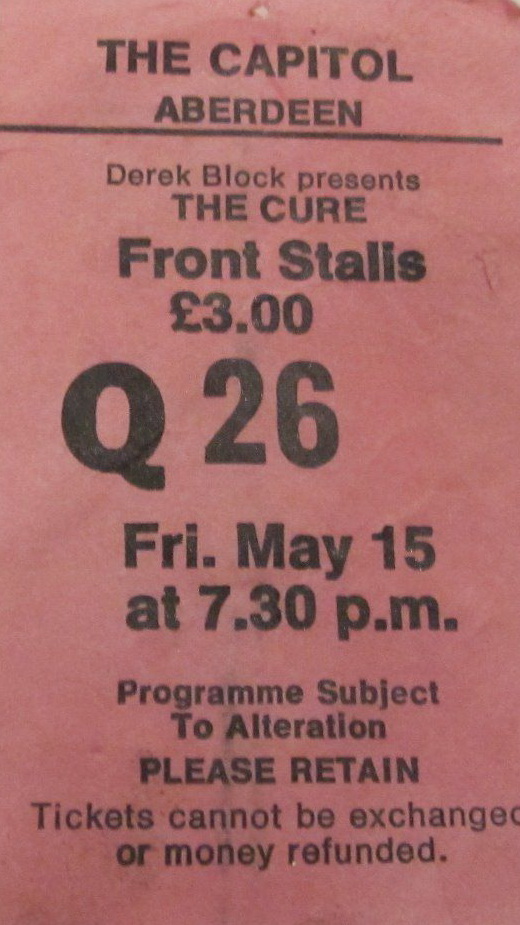 THE CAPITOL
ABERDEEN
Derek Block presents
THE CURE
Front Stalls
£3.00
Q 26
Fri. May 15
at 7.30 p.m.
Programme Subject
To Alteration
PLEASE RETAIN
Tickets cannot be exchanged
or money refunded.